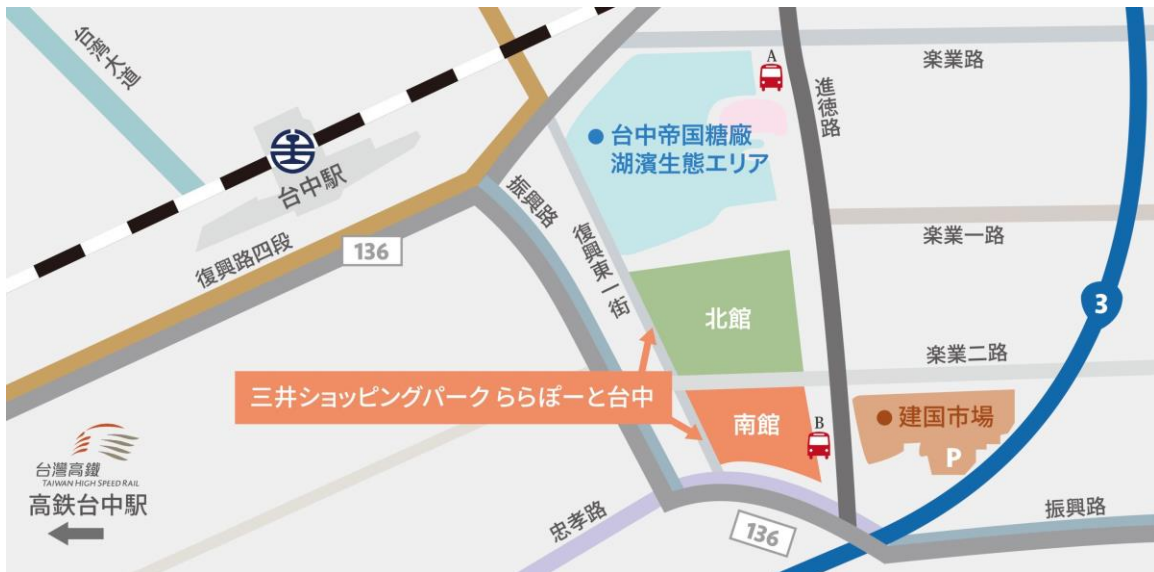 台湾大道
台中駅
復興路四段
136
振興路
復興東一街
A
台中帝国糖廠
湖濱生態エリア
進徳路
楽業路
楽業一路
3
北館
楽業二路
三井ショッピングパーク ららぽーと台中
南館
B
建国市場
P
台灣高鐵
TAIWAN HIGH SPEED RAIL
高鉄台中駅
忠孝路
136
振興路